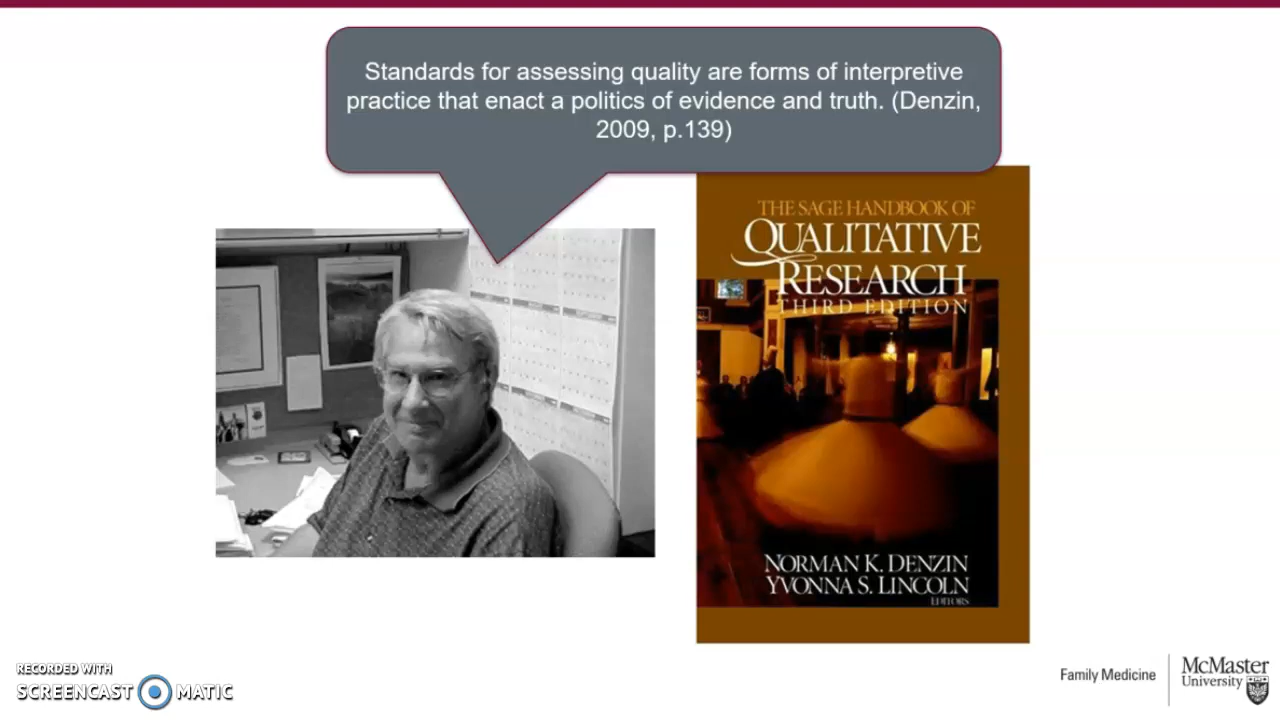 Standards for assessing quality are forms of interpretive
practice that enact a politics of evidence and truth. (Denzin,
2009, p.139)
THE SAGE HANDBOOK OF
QUALITATIVE
RESEARCH
THIRD EDITION
NORMAN K. DENZIN
YVONNA S. LINCOLN
EDITORS
RECORDED WITH
SCREENCAST MATIC
Family Medicine
McMaster
University